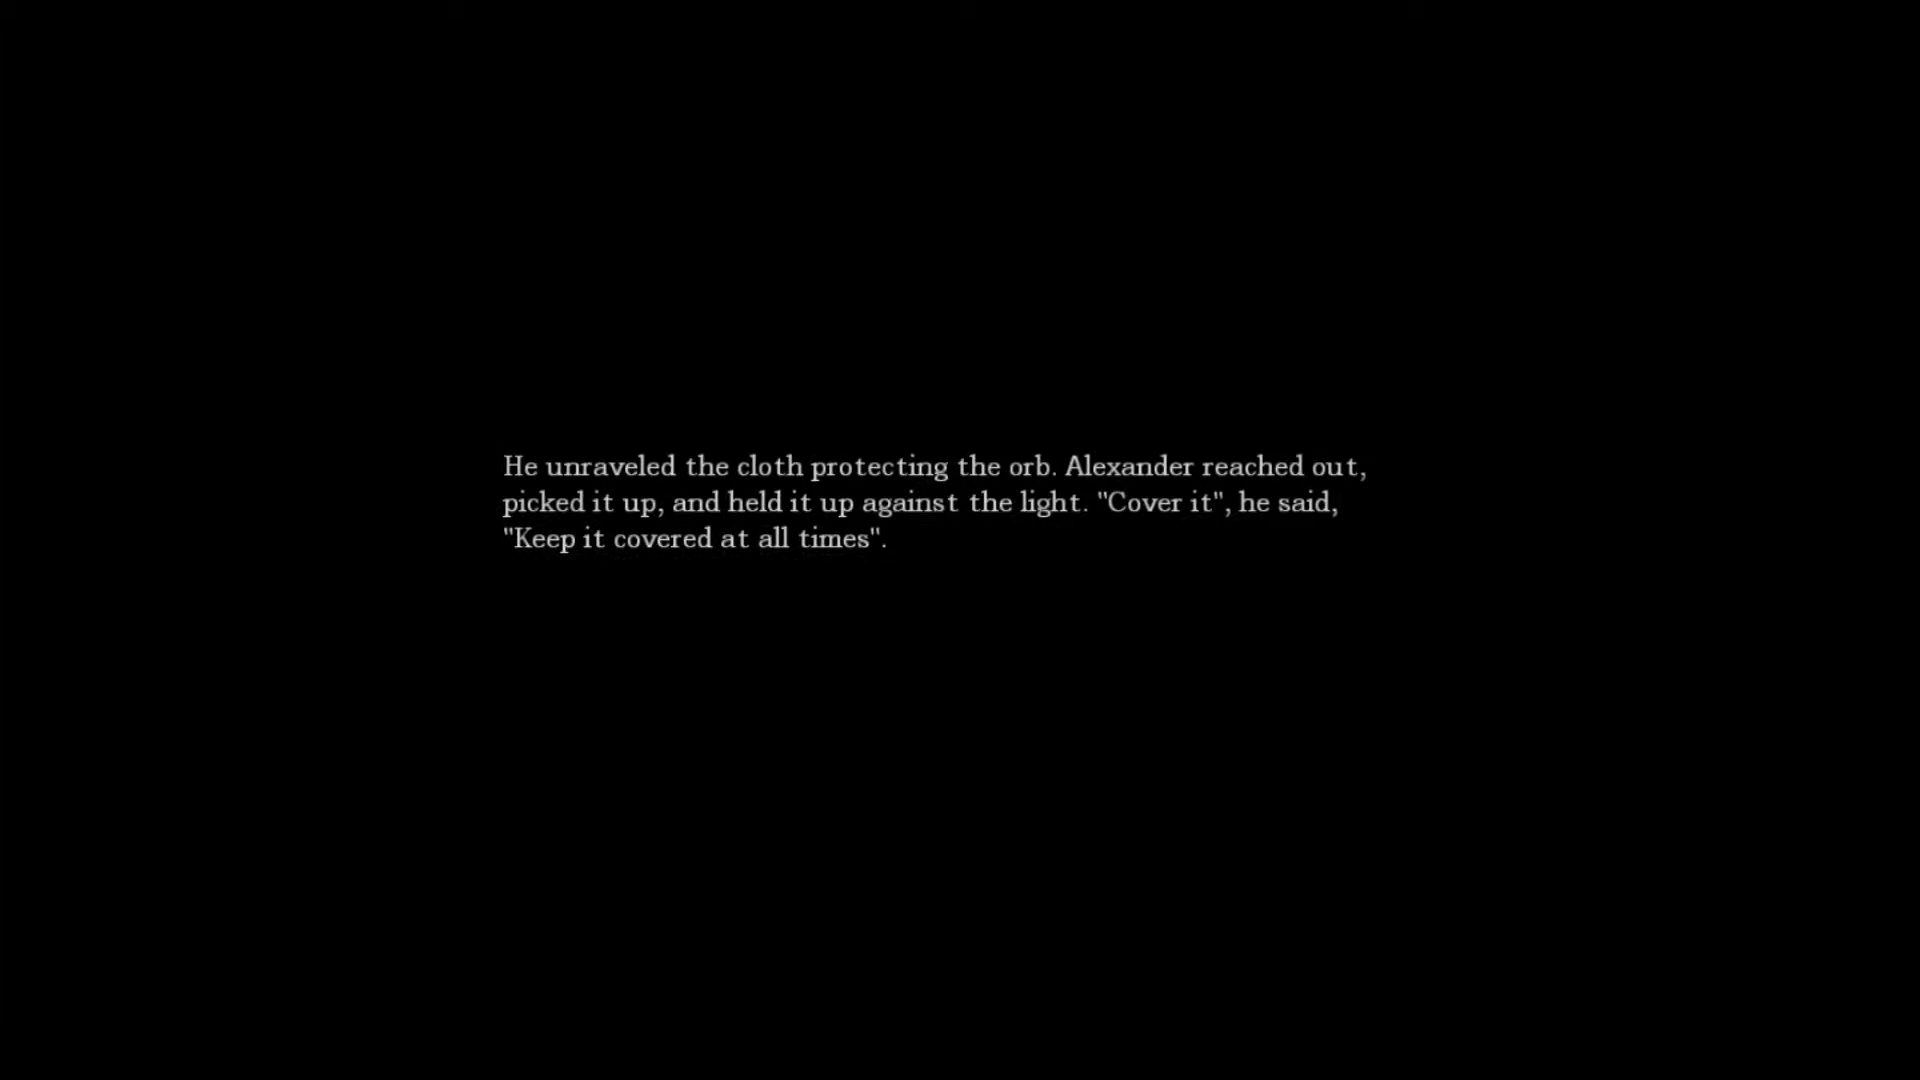 He unraveled the cloth protecting the orb. Alexander reached out,
picked it up, and held it up against the light. "Cover it", he said,
"Keep it covered at all times".